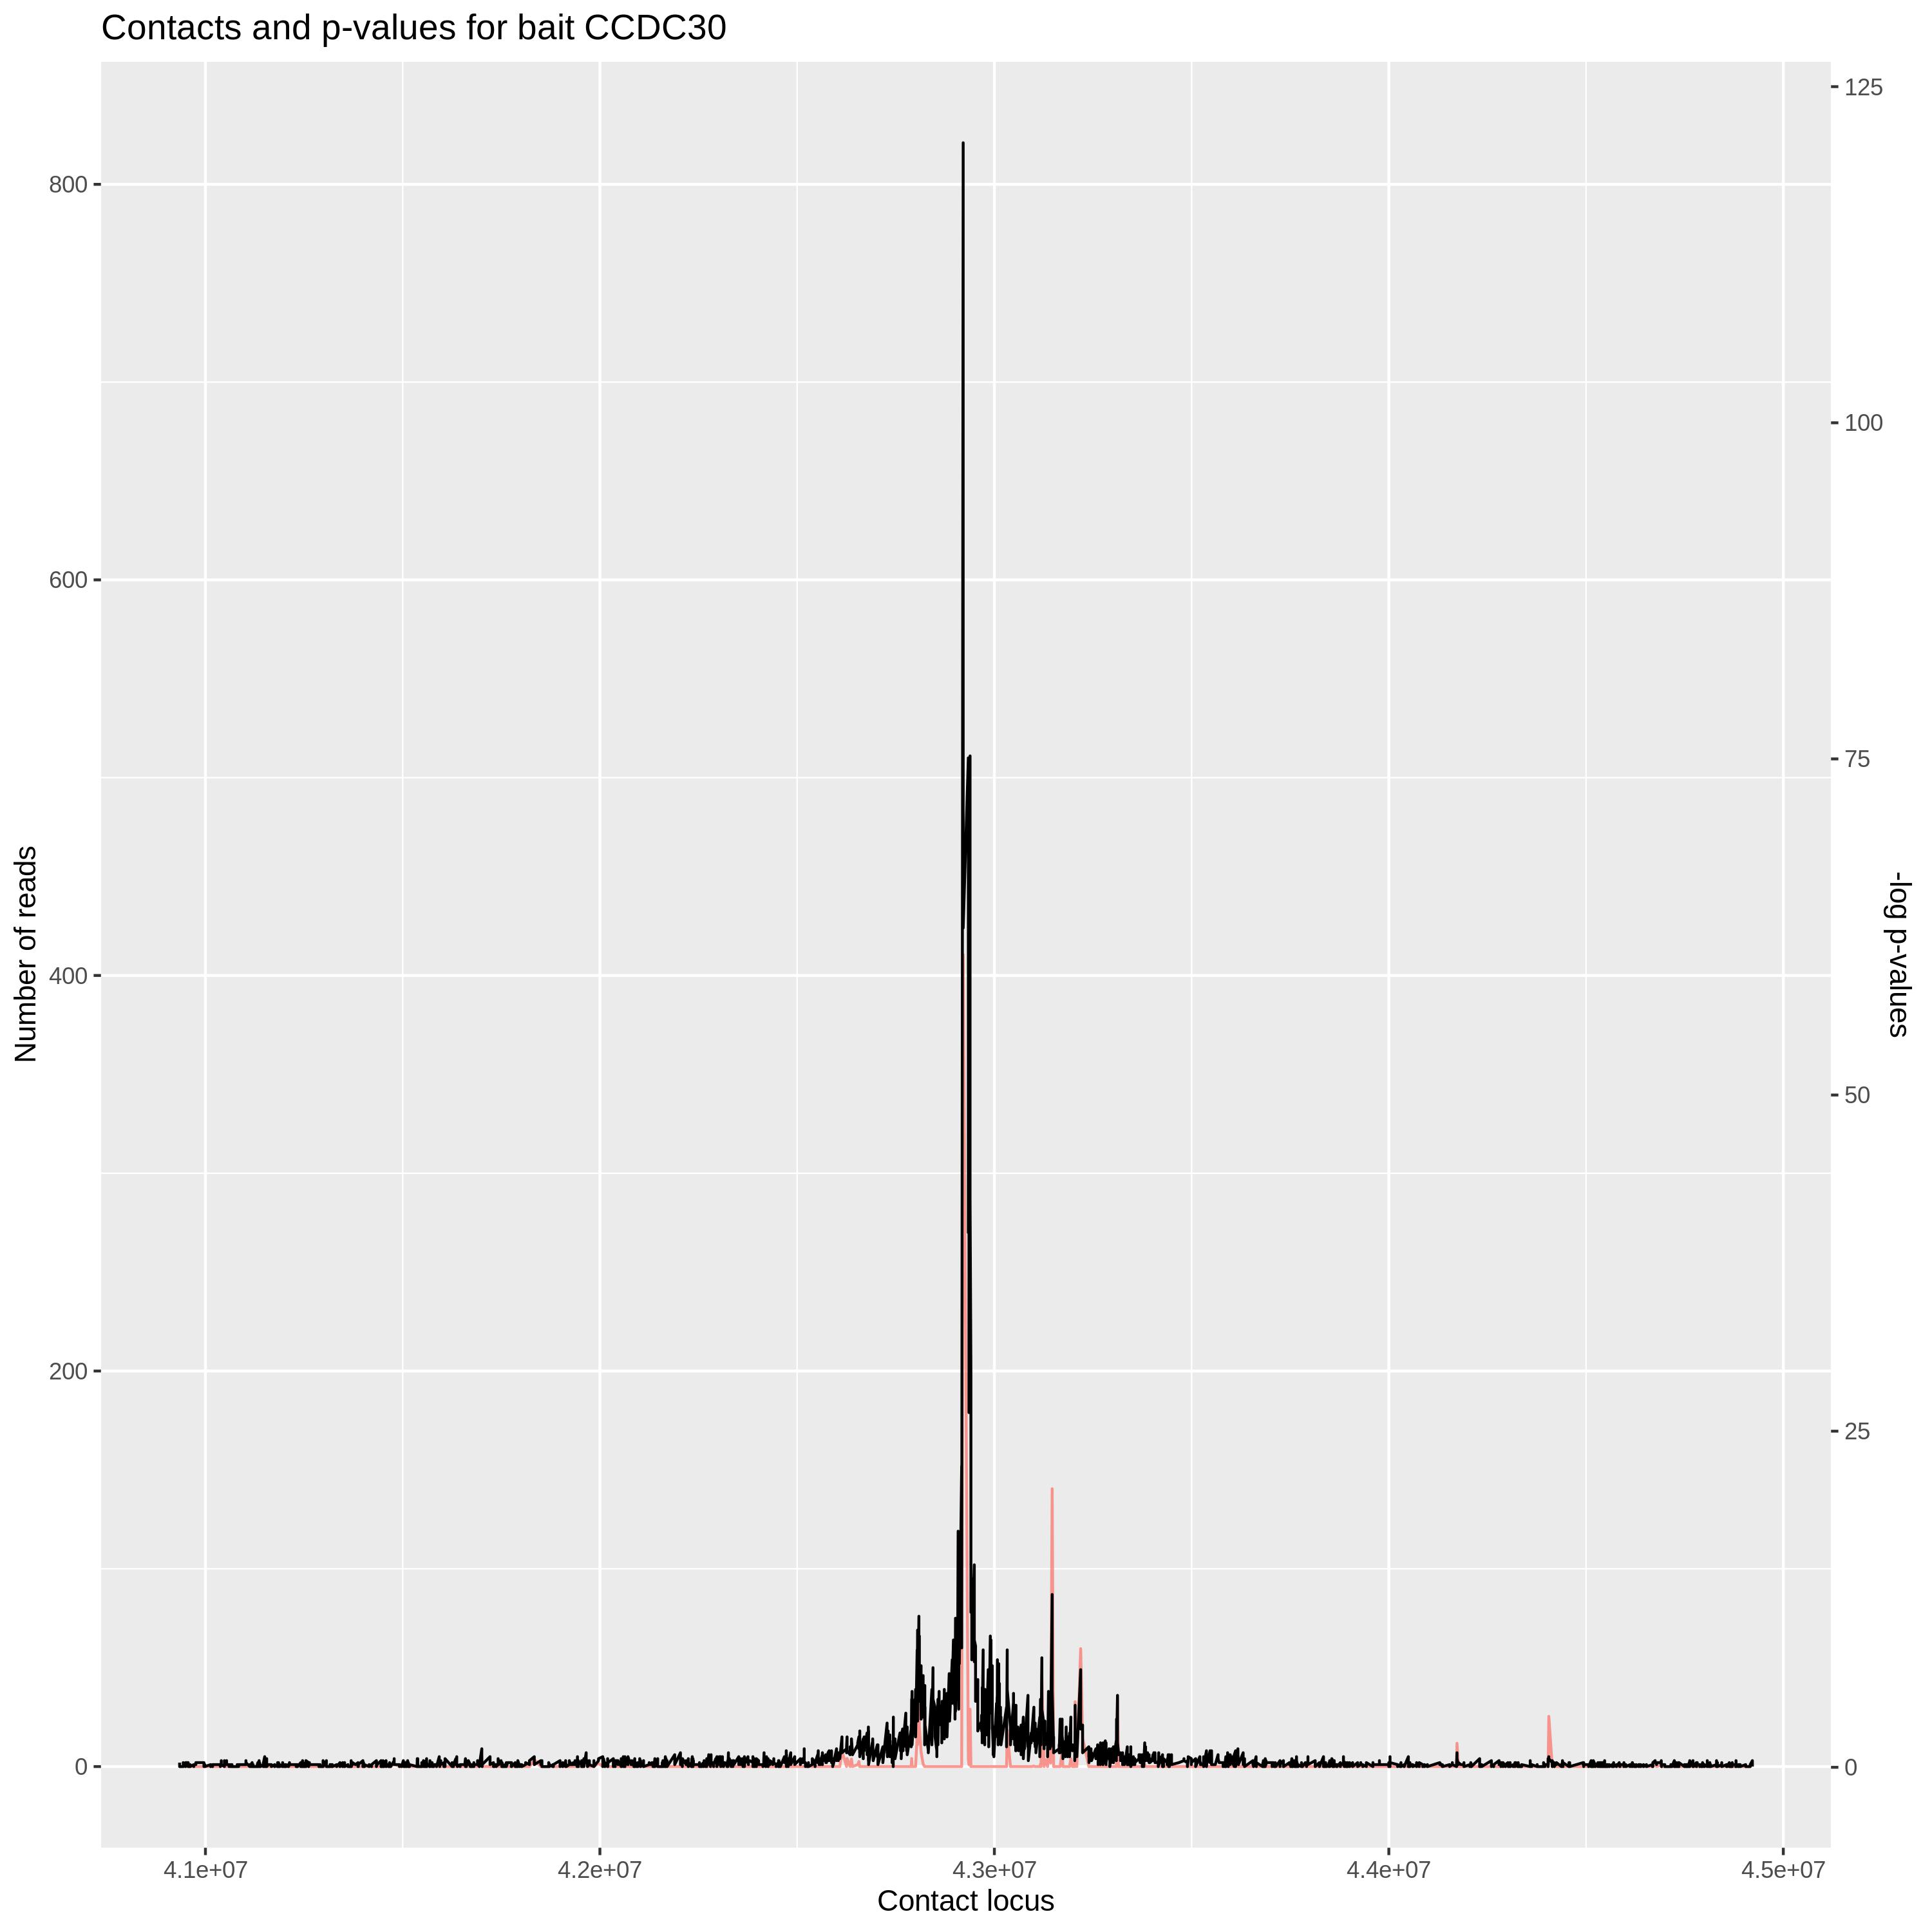 Contacts and p-values for bait CCDC30
Number of reads
800
600
400
200
0
125
100
75
50
25
0
-log p-values
4.1e+07
4.2e+07
4.3e+07
4.4e+07
4.5e+07
Contact locus